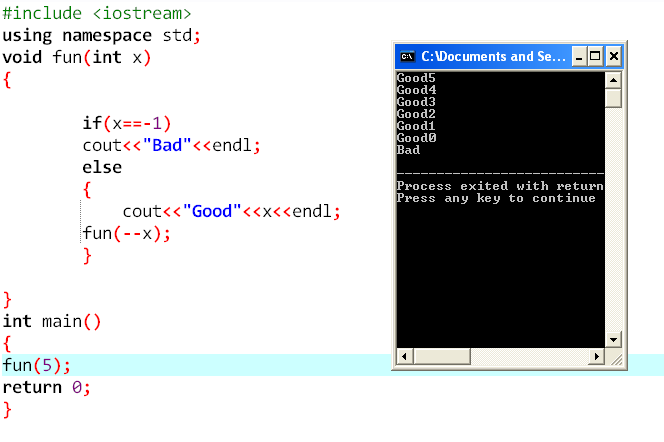 #include <iostream>
using namespace std;
void fun(int x)
{
if(x==-1)
cout<<"Bad"<<endl;
else
{
cout<<"Good"<<x<<endl;
fun(--x);
}
}
int main()
{
fun(5);
return 0;
}
C:\Documents and Se...
Good5
Good4
Good3
Good2
Good1
Good0
Bad
--------------------------
Process exited with return
Press any key to continue